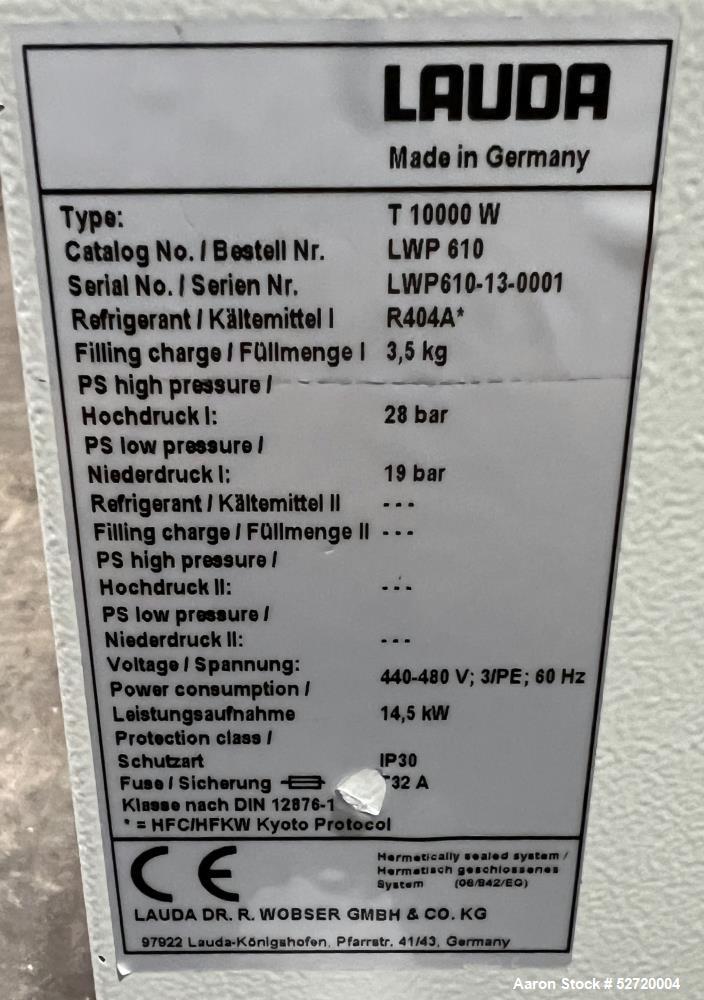 LAUDA
Made in Germany
Type: T 10000 W
Catalog No. / Bestell Nr. LWP 610
Serial No. / Serien Nr. LWP610-13-0001
Refrigerant / Kältemittel I R404A*
Filling charge / Füllmenge I 3,5 kg
PS high pressure /
Hochdruck I: 28 bar
PS low pressure /
Niederdruck I: 19 bar
Refrigerant / Kältemittel II ---
Filling charge / Füllmenge II ---
PS high pressure /
Hochdruck II: ---
PS low pressure /
Niederdruck II: ---
Voltage / Spannung: 440-480 V; 3/PE; 60 Hz
Power consumption /
Leistungsaufnahme 14,5 kW
Protection class /
Schutzart IP30
Fuse / Sicherung 32 A
Klasse nach DIN 12876-1
* = HFC/HFKW Kyoto Protocol
CE
Hermetically sealed system /
Hermetisch geschlossenes
System (06/842/EG)
LAUDA DR. R. WOBSER GMBH & CO. KG
97922 Lauda-Königshofen, Pfarrstr. 41/43, Germany
Aaron Stock # 52720004